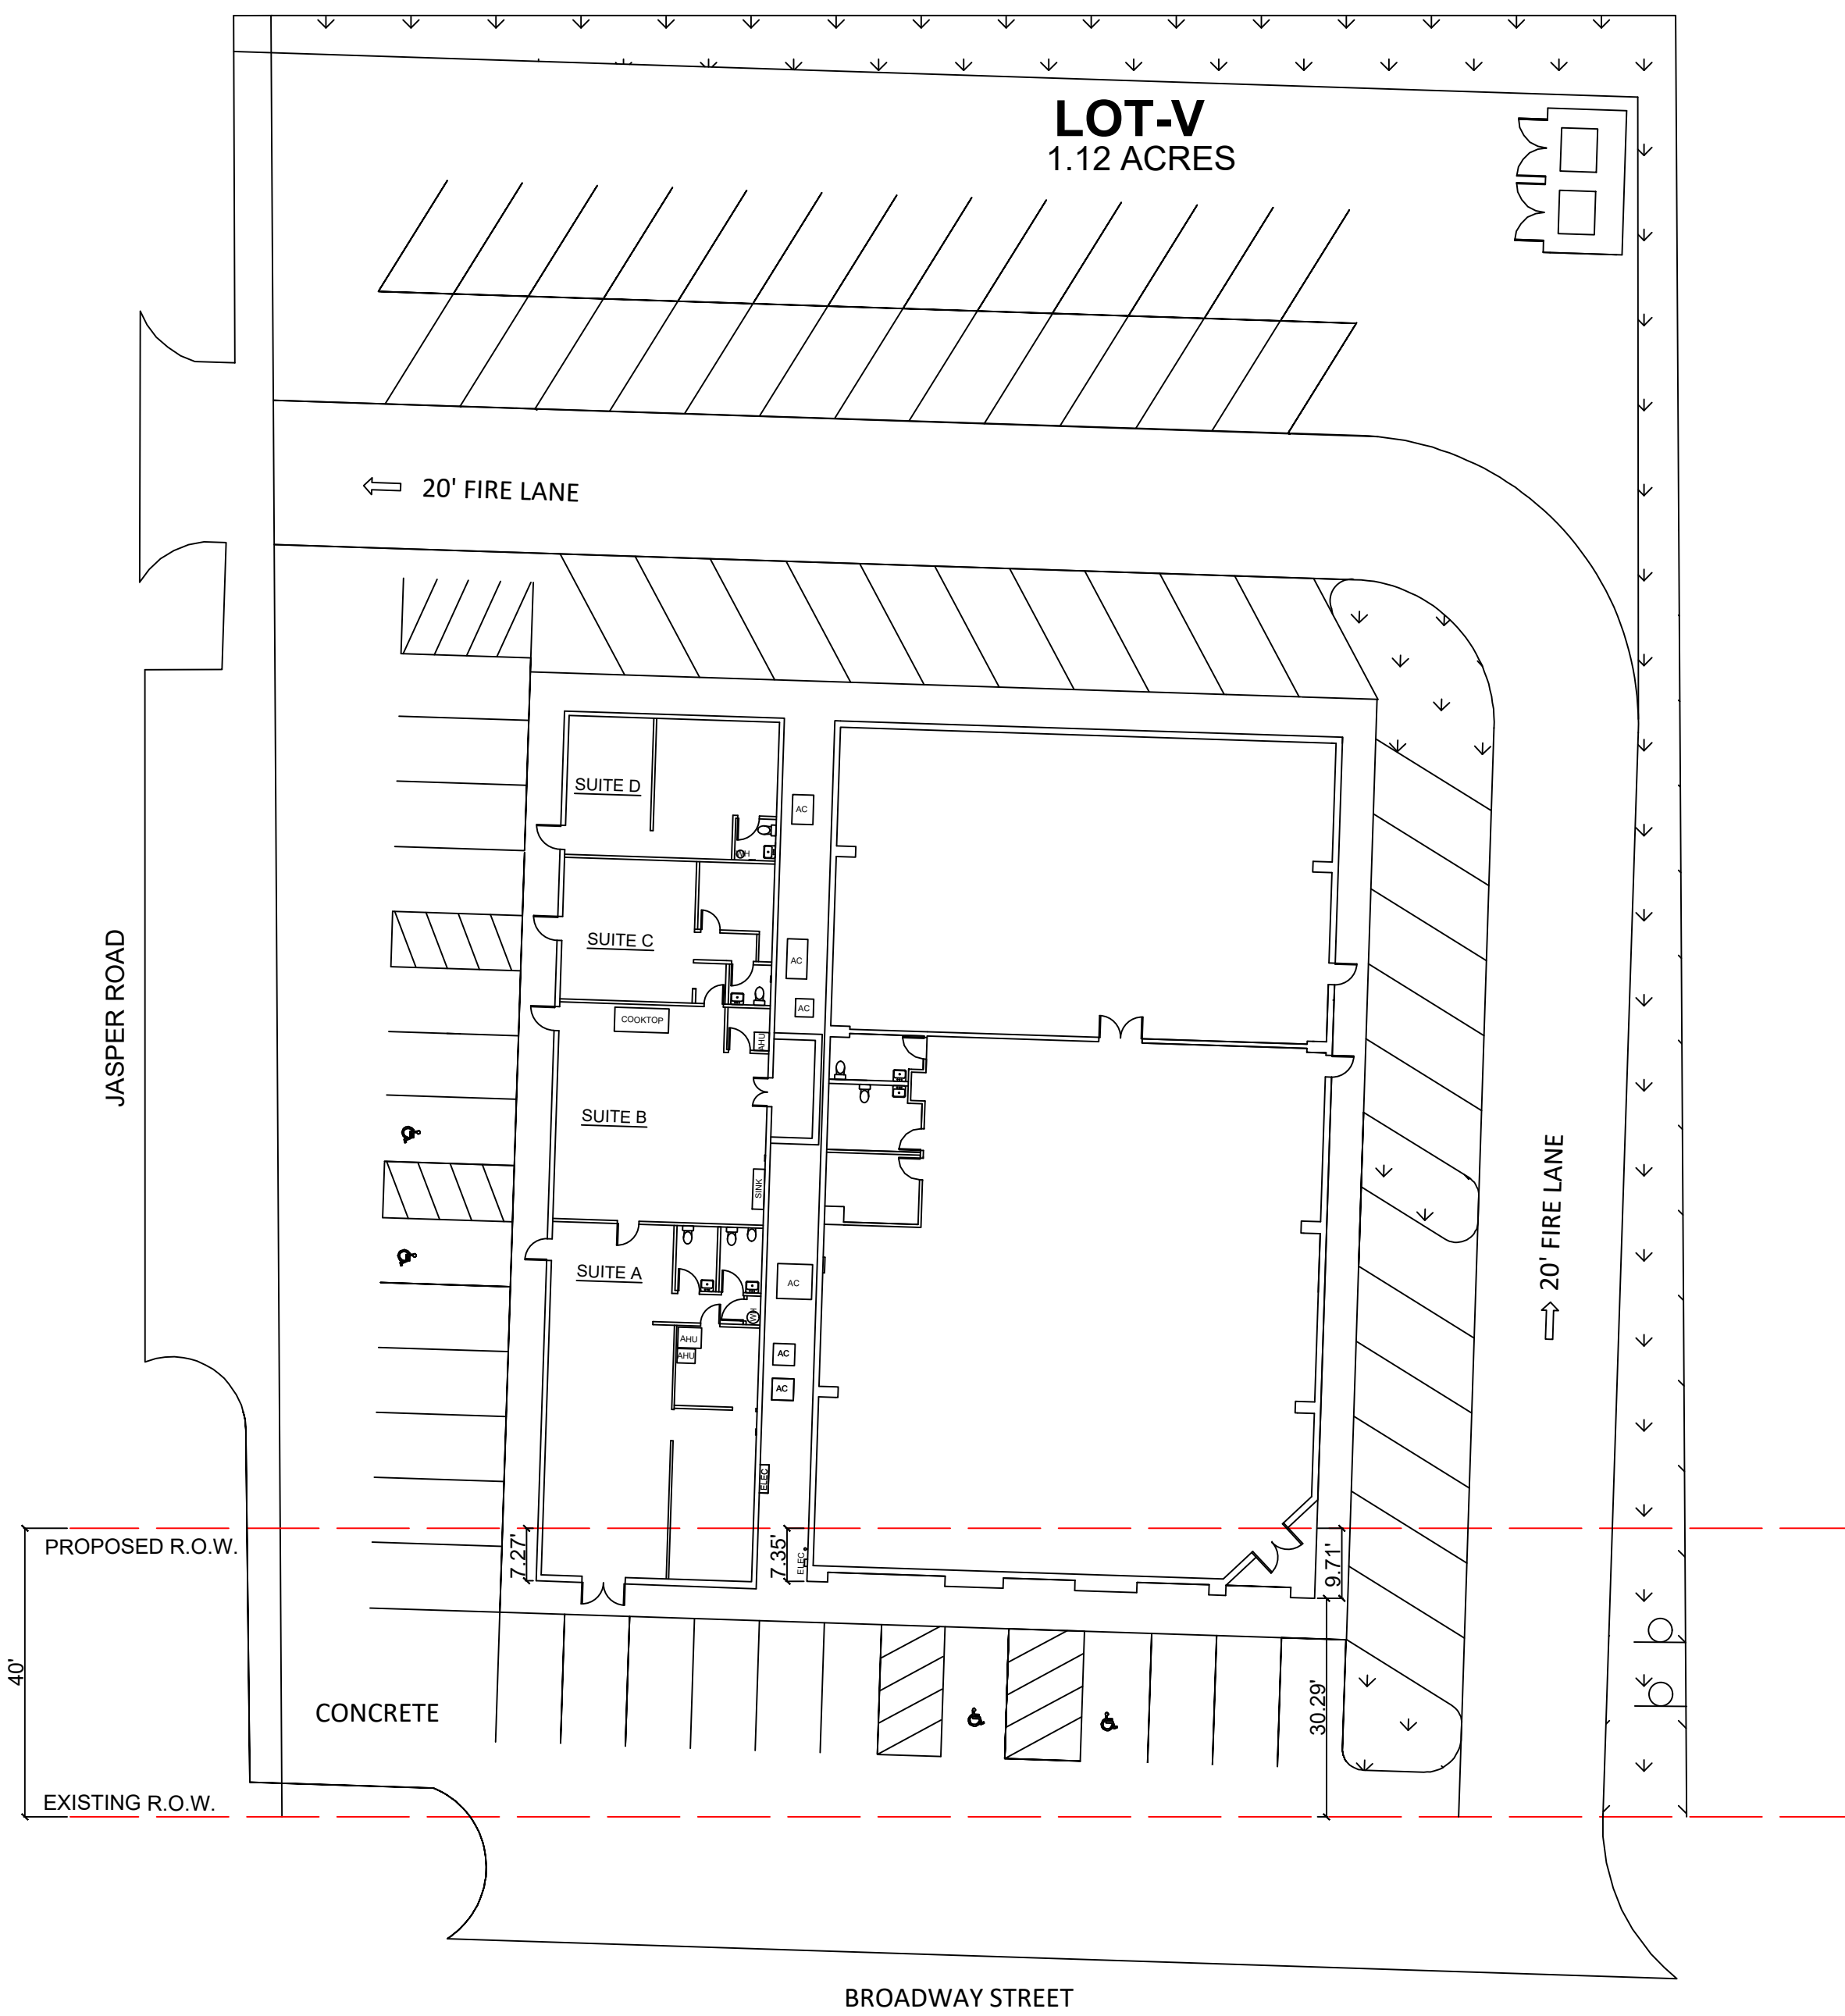 LOT-V
1.12 ACRES
20' FIRE LANE
SUITE D
AC
WH
SUITE C
AC
AC
COOKTOP
AHU
JASPER ROAD
SUITE B
SINK
20' FIRE LANE
SUITE A
AC
WH
AHU
AHU
AC
AC
ELEC
PROPOSED R.O.W.
7.27'
7.35'
ELEC
9.71'
40'
CONCRETE
30.29'
EXISTING R.O.W.
BROADWAY STREET